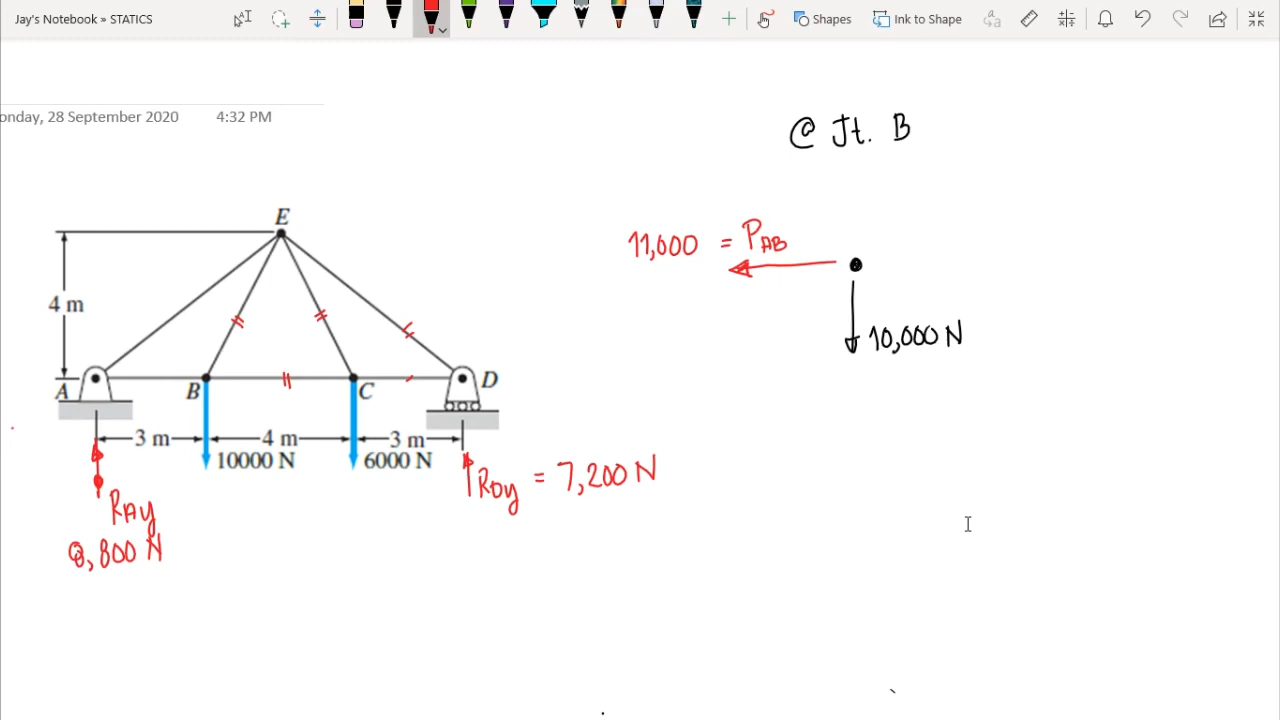 Jay's Notebook » STATICS
Shapes
Ink to Shape
onday, 28 September 2020 4:32 PM
@ Jt. B
E
11,000 = PAB
4 m
10,000 N
A
B
C
D
3 m
4 m
3 m
10000 N
6000 N
RAy
8,800 N
RDy = 7,200 N